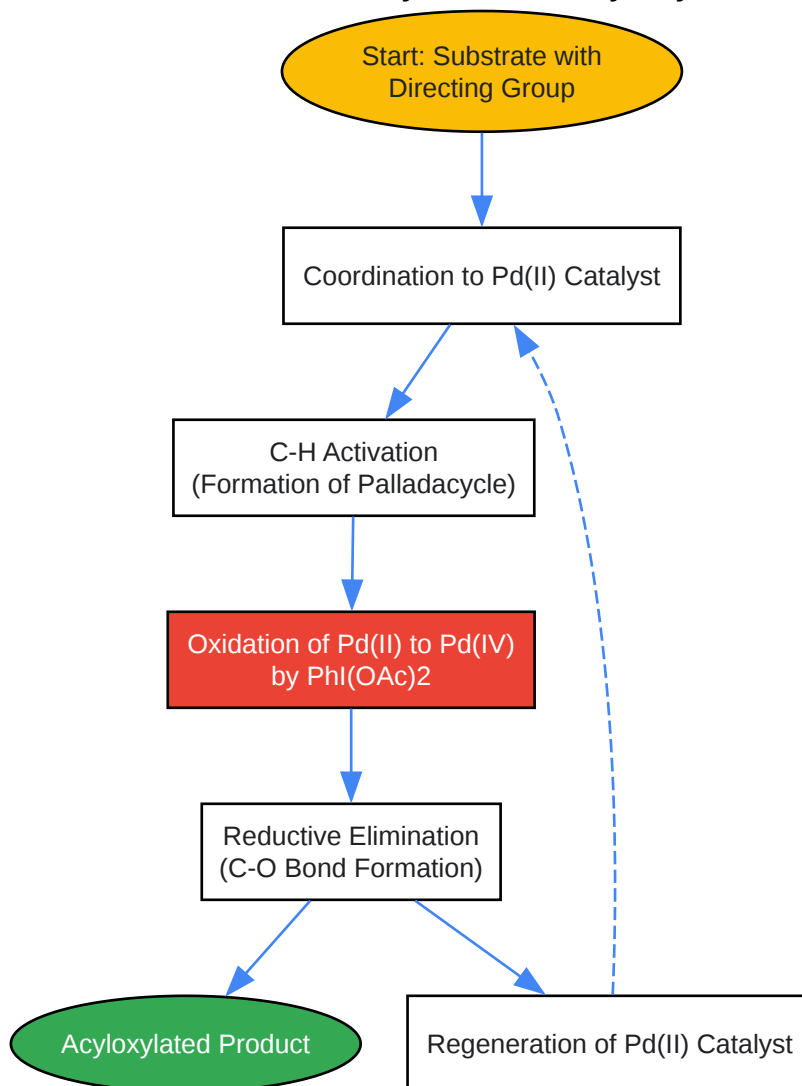 Start: Substrate with
Directing Group
Coordination to Pd(II) Catalyst
C-H Activation
(Formation of Palladacycle)
Oxidation of Pd(II) to Pd(IV)
by PhI(OAc)2
Reductive Elimination
(C-O Bond Formation)
Acyloxylated Product
Regeneration of Pd(II) Catalyst